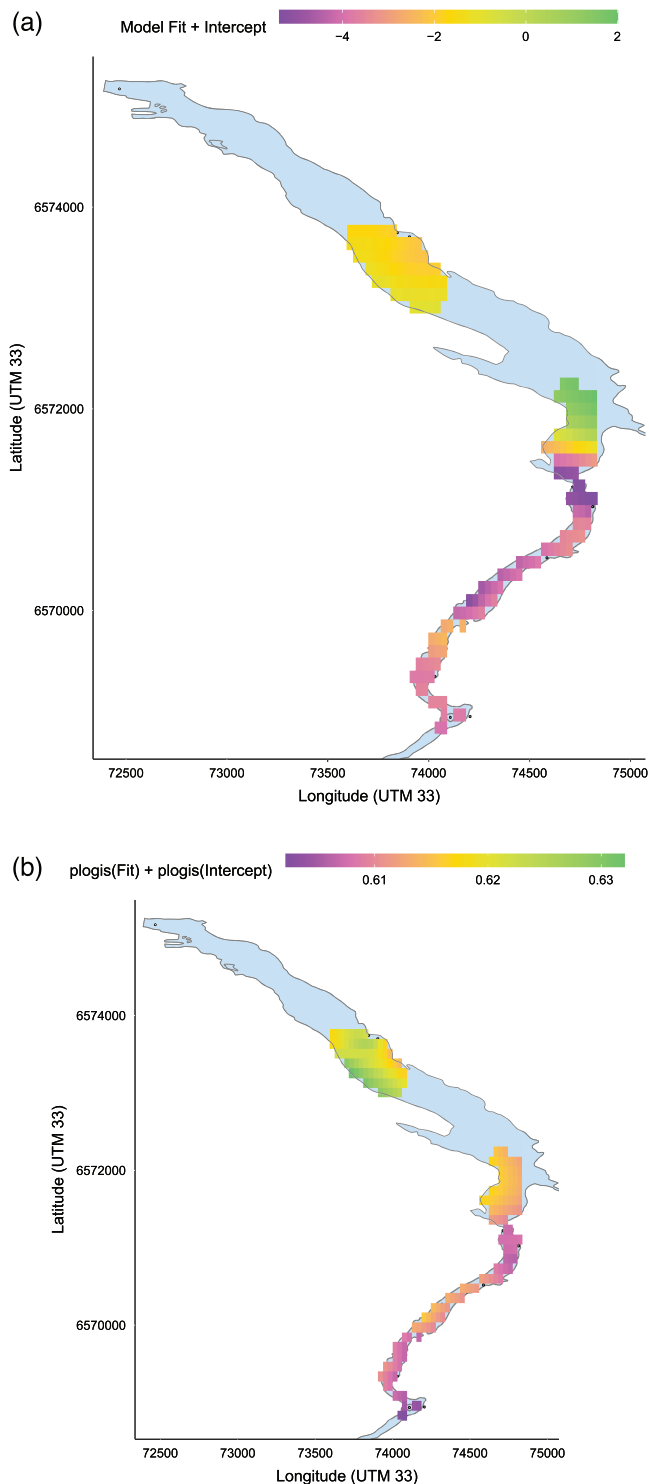 (a)
Model Fit + Intercept
−4 −2 0 2
6574000
6572000
6570000
Latitude (UTM 33)
72500 73000 73500 74000 74500 75000
Longitude (UTM 33)
(b)
plogis(Fit) + plogis(Intercept)
0.61 0.62 0.63
6574000
6572000
6570000
Latitude (UTM 33)
72500 73000 73500 74000 74500 75000
Longitude (UTM 33)